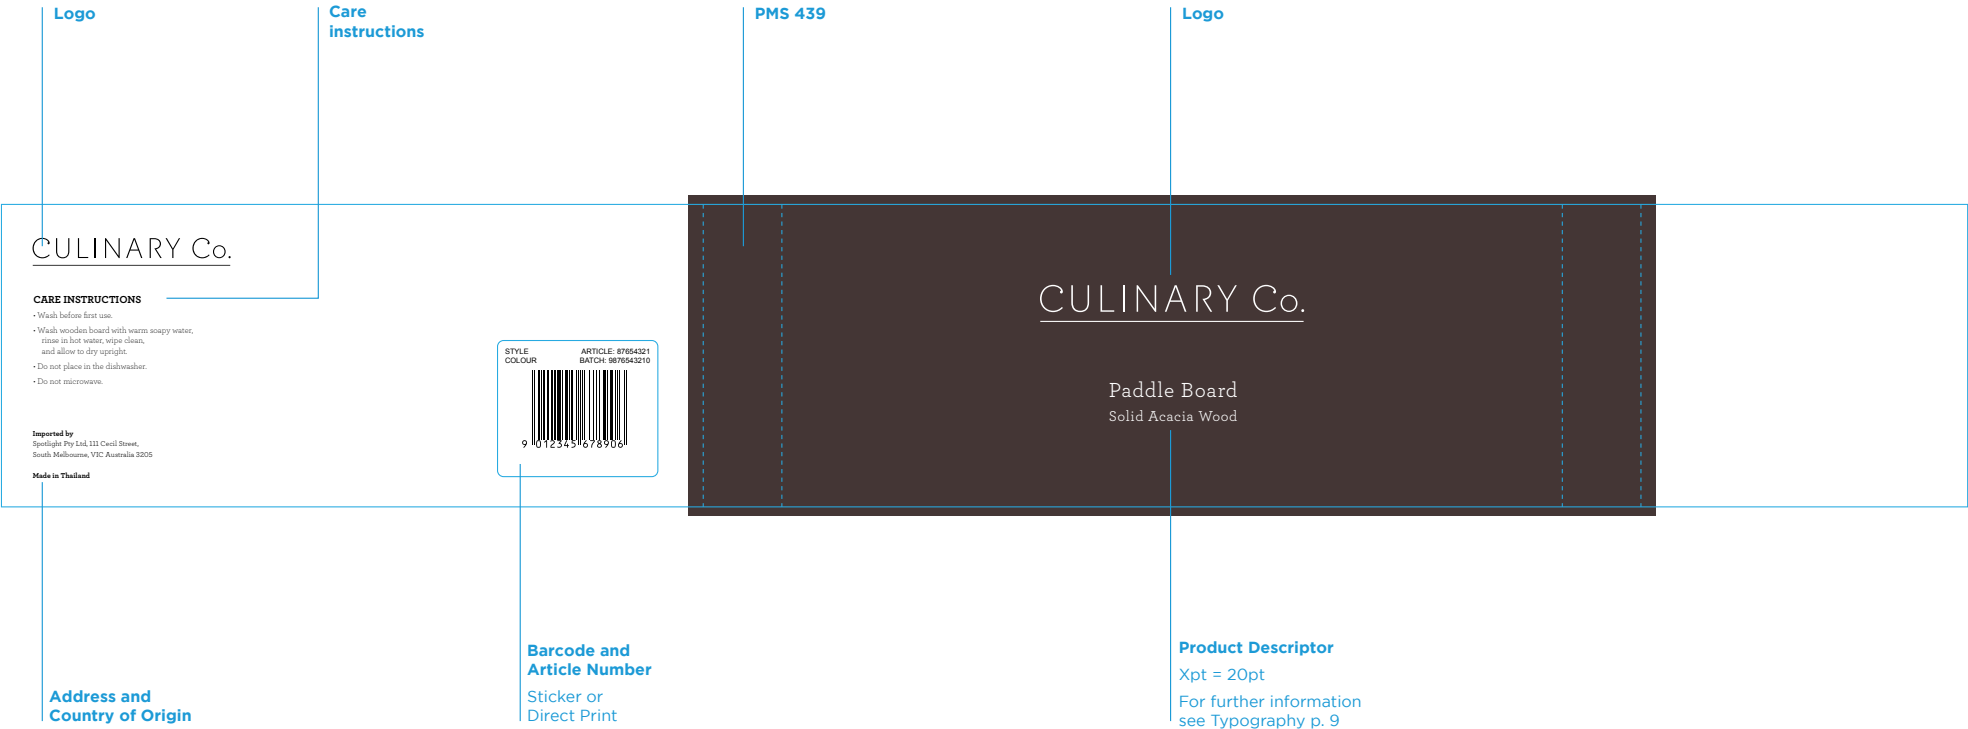 Logo
Care
instructions
PMS 439
Logo
CULINARY Co.
CARE INSTRUCTIONS
• Wash before first use.
• Wash wooden board with warm soapy water,
rinse in hot water, wipe clean,
and allow to dry upright.
• Do not place in the dishwasher.
• Do not microwave.
Imported by
Spotlight Pty Ltd, 111 Cecil Street,
South Melbourne, VIC Australia 3205
Made in Thailand
STYLE ARTICLE: 87654321
COLOUR BATCH: 9876543210
9 012345 678906
CULINARY Co.
Paddle Board
Solid Acacia Wood
Address and
Country of Origin
Barcode and
Article Number
Sticker or
Direct Print
Product Descriptor
Xpt = 20pt
For further information
see Typography p. 9